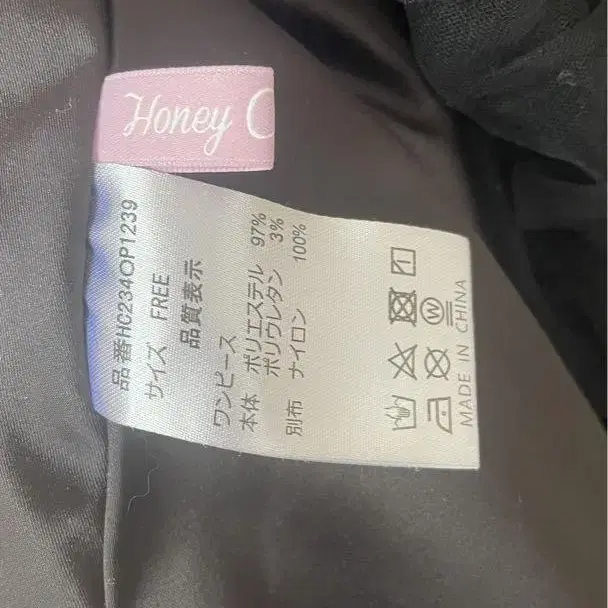 Honey
品番HC234OP1239
サイズ FREE
品質表示
ワンピース
本体 ポリエステル 97%
ポリウレタン 3%
別布 ナイロン 100%
MADE IN CHINA